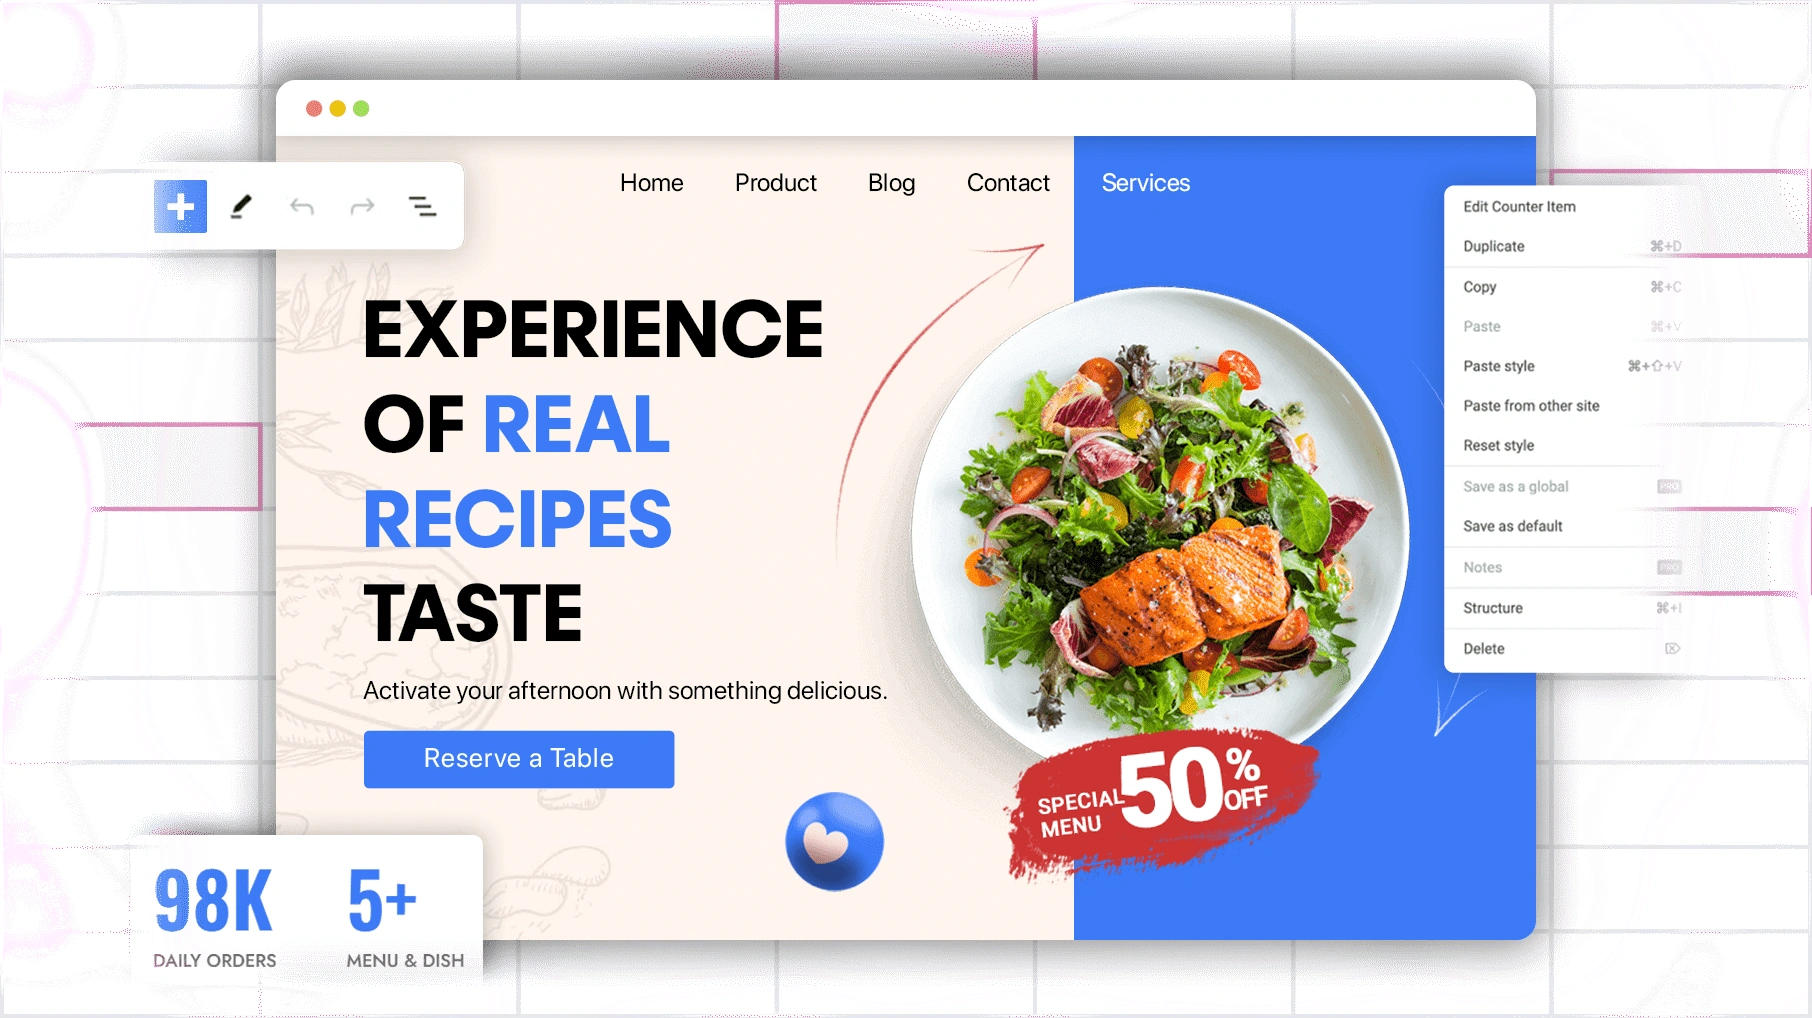 Home Product Blog Contact Services
EXPERIENCE
OF REAL
RECIPES
TASTE
Activate your afternoon with something delicious.
Reserve a Table
SPECIAL
MENU
50%
OFF
98K
DAILY ORDERS
5+
MENU & DISH
Edit Counter Item
Duplicate ⌘+D
Copy ⌘+C
Paste ⌘+V
Paste style ⌘+⇧+V
Paste from other site
Reset style
Save as a global PRO
Save as default
Notes PRO
Structure ⌘+I
Delete ⌦